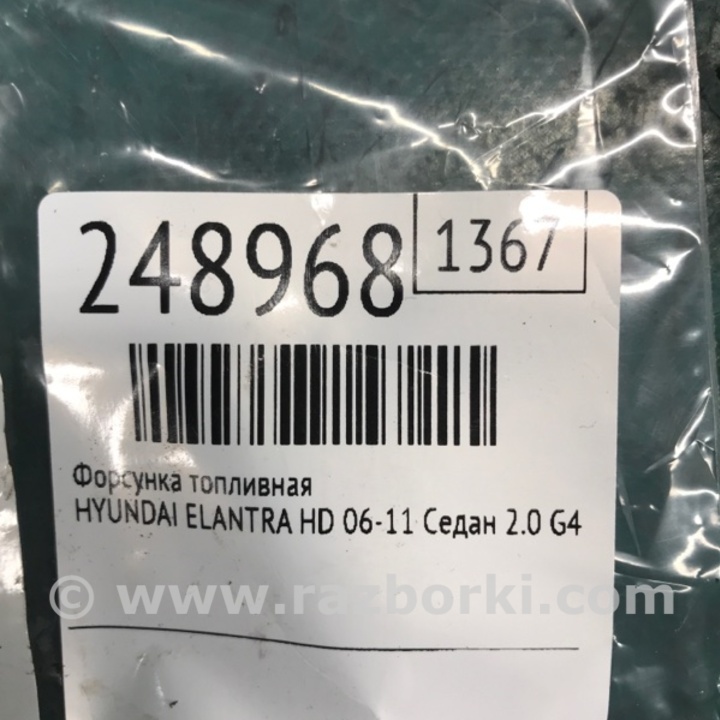 248968
1367
Форсунка топливная
HYUNDAI ELANTRA HD 06-11 Седан 2.0 G4
© www.razborki.com